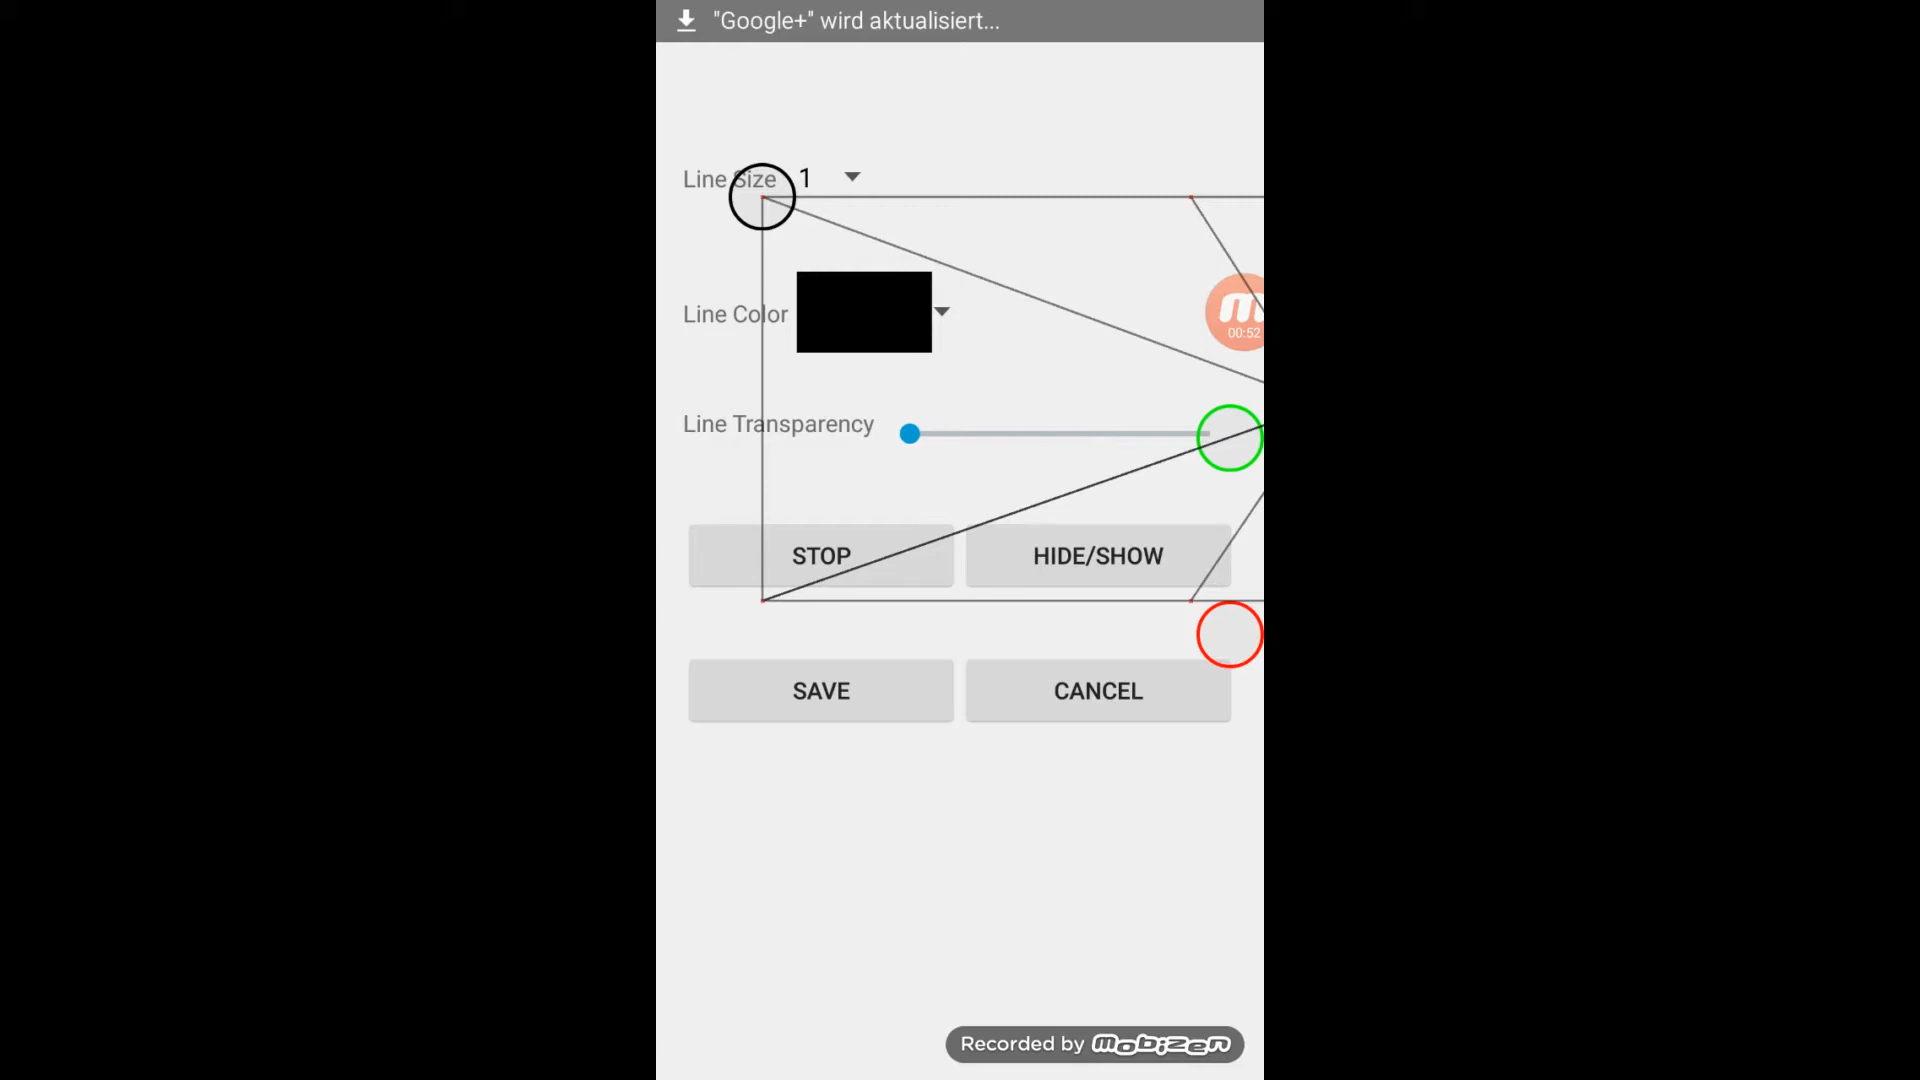 "Google+" wird aktualisiert...
Line Size 1
Line Color
m
00:52
Line Transparency
STOP HIDE/SHOW
SAVE CANCEL
Recorded by mobizen